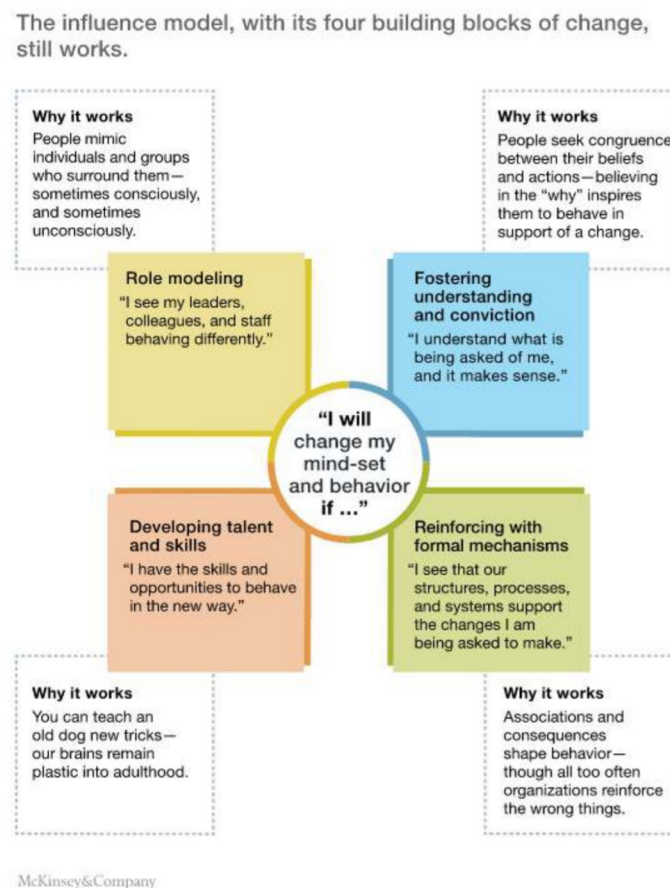 The influence model, with its four building blocks of change,
still works.
Why it works
People mimic
individuals and groups
who surround them—
sometimes consciously,
and sometimes
unconsciously.
Why it works
People seek congruence
between their beliefs
and actions—believing
in the “why” inspires
them to behave in
support of a change.
Role modeling
“I see my leaders,
colleagues, and staff
behaving differently.”
Fostering
understanding
and conviction
“I understand what is
being asked of me,
and it makes sense.”
“I will
change my
mind-set
and behavior
if ...”
Developing talent
and skills
“I have the skills and
opportunities to behave
in the new way.”
Reinforcing with
formal mechanisms
“I see that our
structures, processes,
and systems support
the changes I am
being asked to make.”
Why it works
You can teach an
old dog new tricks—
our brains remain
plastic into adulthood.
Why it works
Associations and
consequences
shape behavior—
though all too often
organizations reinforce
the wrong things.
McKinsey&Company